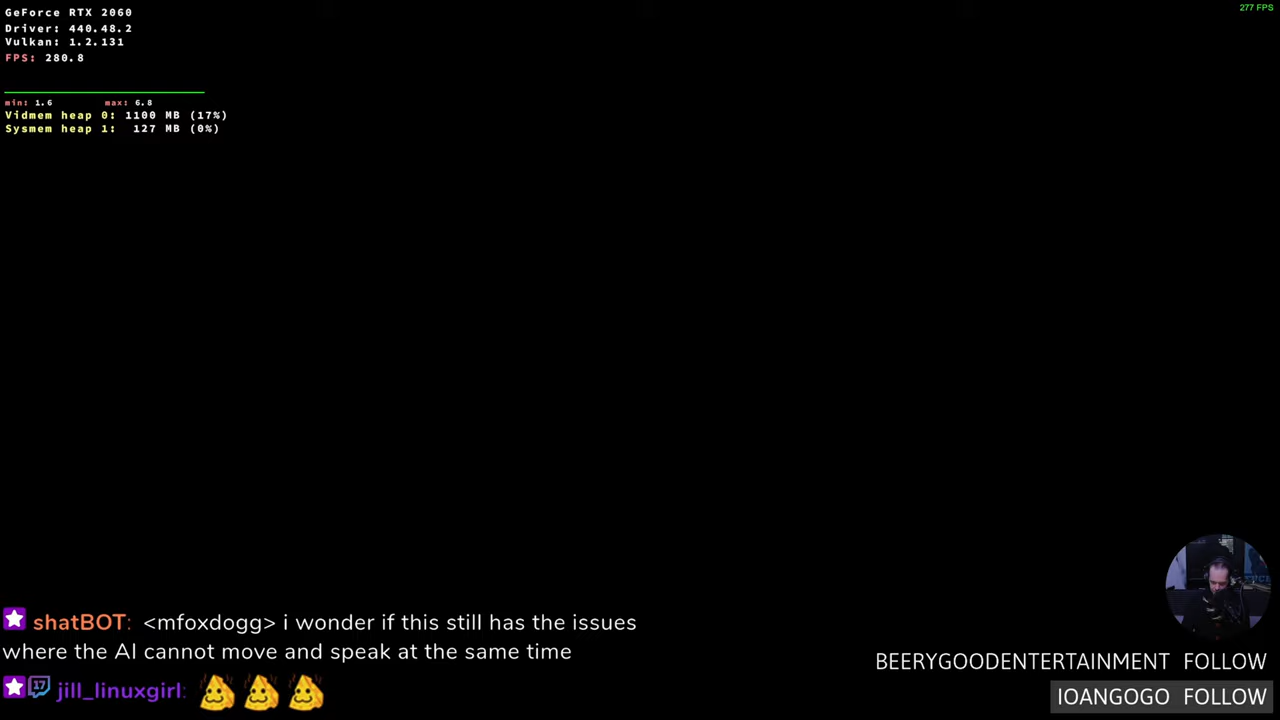 GeForce RTX 2060
277 FPS
Driver: 440.48.2
Vulkan: 1.2.131
FPS: 280.8
min: 1.6 max: 6.8
Vidmem heap 0: 1100 MB (17%)
Sysmem heap 1: 127 MB (0%)
shatBOT: <mfoxdogg> i wonder if this still has the issues
where the AI cannot move and speak at the same time
17 jill_linuxgirl:
BEERYGOODENTERTAINMENT FOLLOW
IOANGOGO FOLLOW